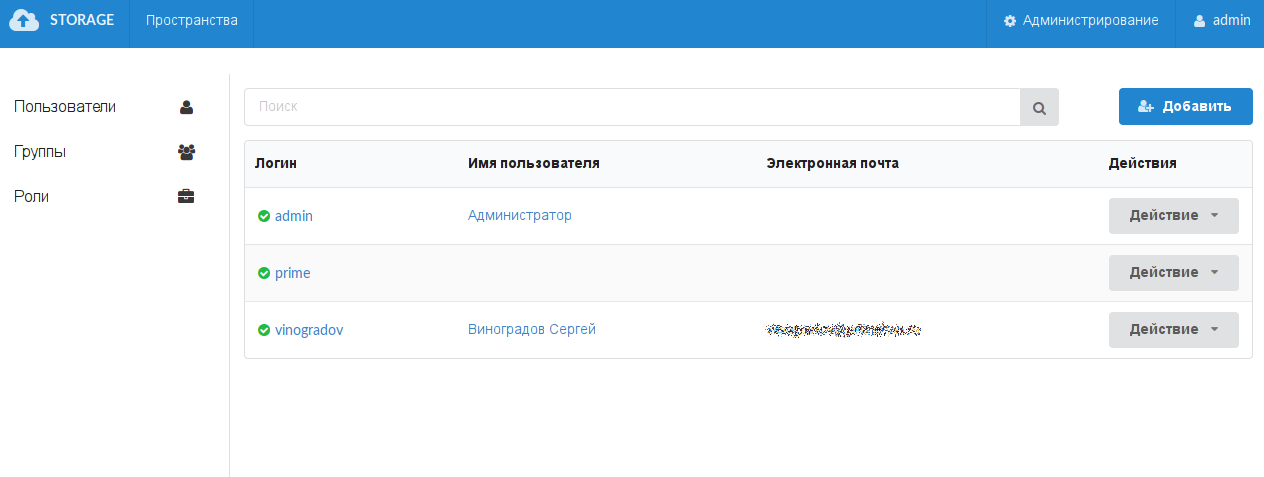 STORAGE Пространства Администрирование admin
Пользователи
Группы
Роли
Поиск Добавить
Логин Имя пользователя Электронная почта Действия
admin Администратор Действие
prime Действие
vinogradov Виноградов Сергей Действие